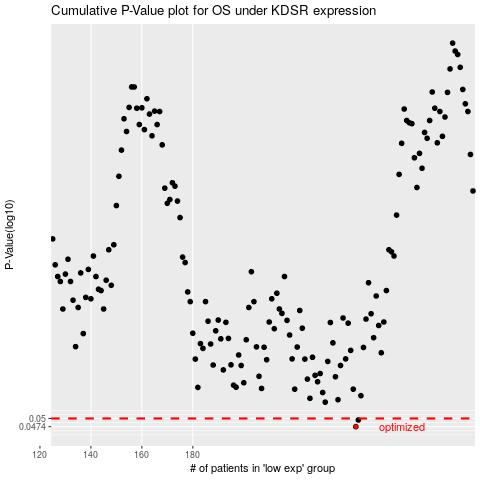 Cumulative P-Value plot for OS under KDSR expression
P-Value(log10)
0.05
0.0474
optimized
120 140 160 180
# of patients in 'low exp' group